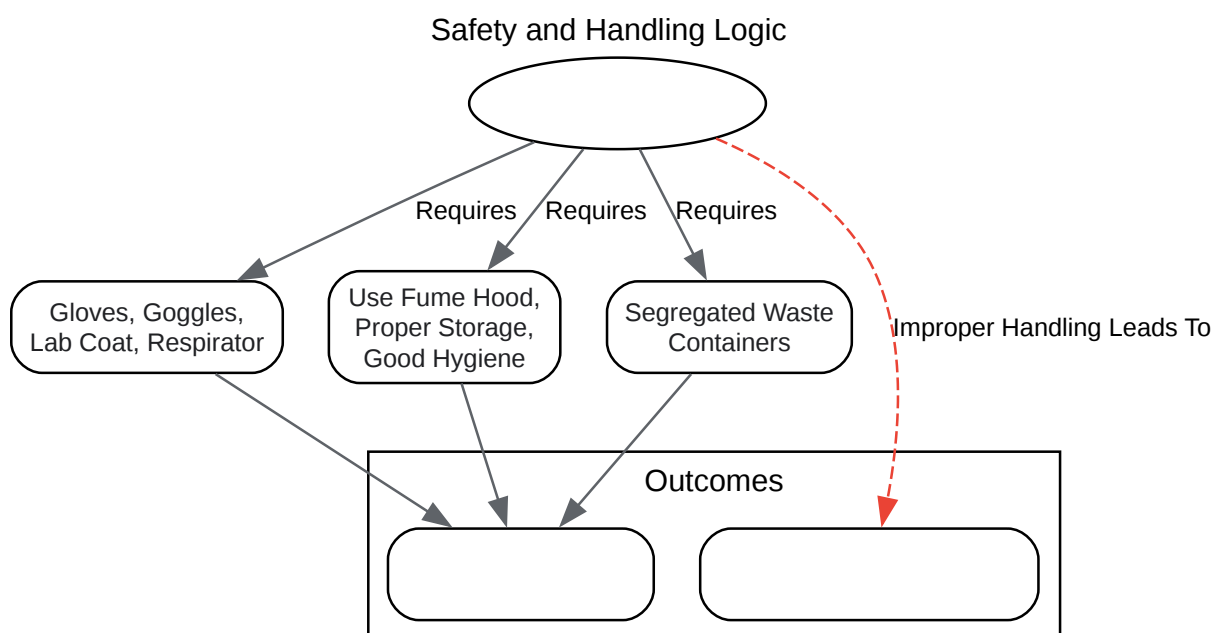 Safety and Handling Logic
Requires
Requires
Requires
Gloves, Goggles,
Lab Coat, Respirator
Use Fume Hood,
Proper Storage,
Good Hygiene
Segregated Waste
Containers
Improper Handling Leads To
Outcomes